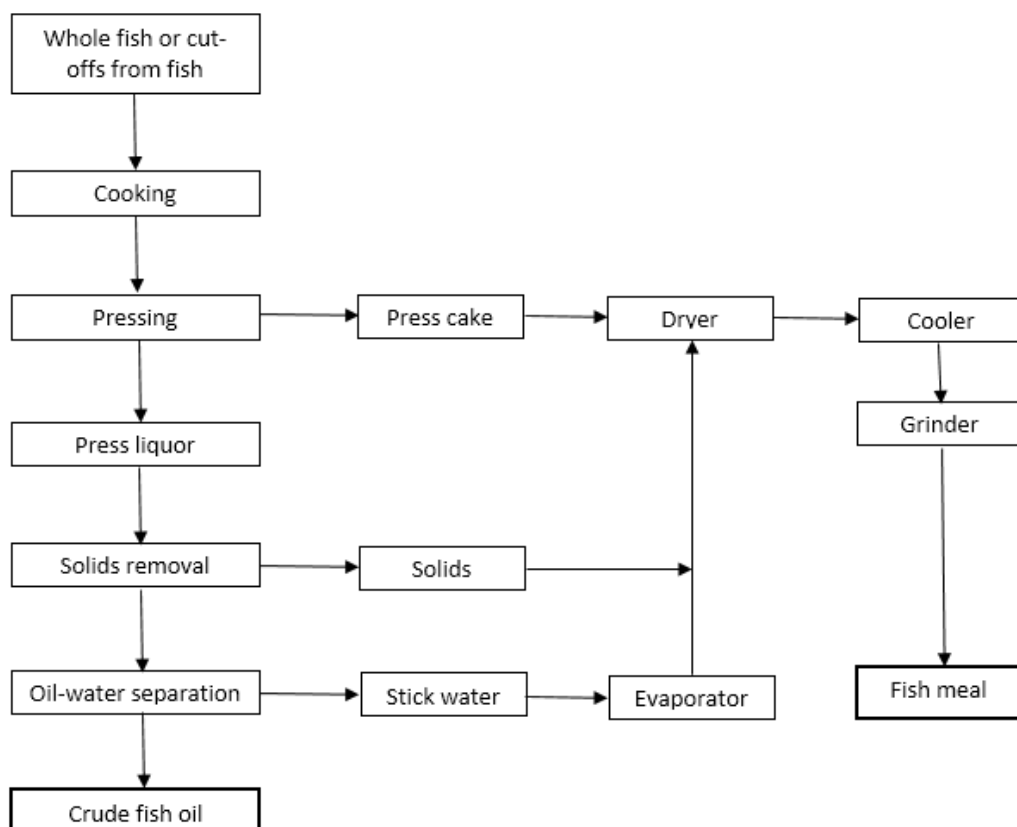 Whole fish or cut-
offs from fish
Cooking
Pressing
Press cake
Dryer
Cooler
Grinder
Press liquor
Solids removal
Solids
Oil-water separation
Stick water
Evaporator
Fish meal
Crude fish oil